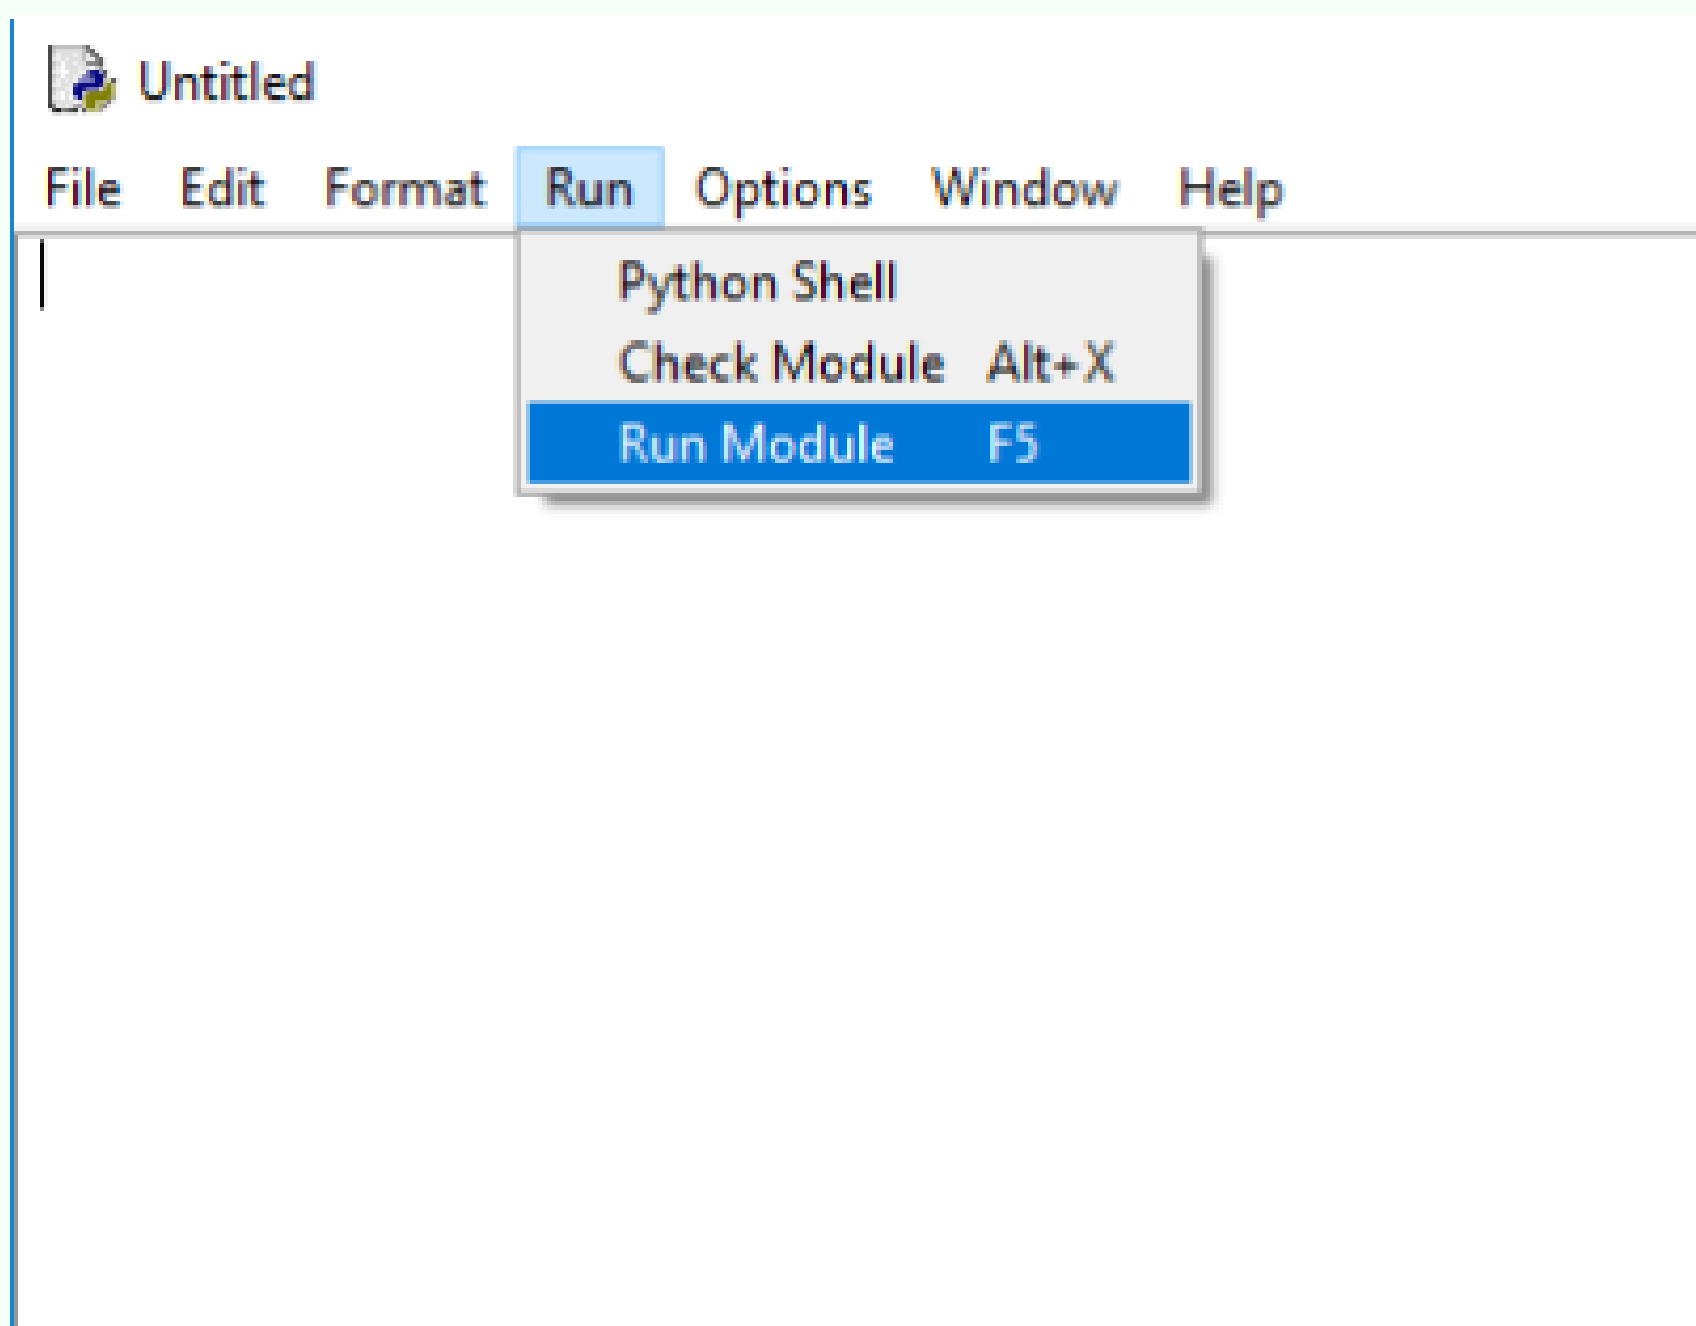 Untitled
File Edit Format Run Options Window Help
Python Shell
Check Module Alt+X
Run Module F5